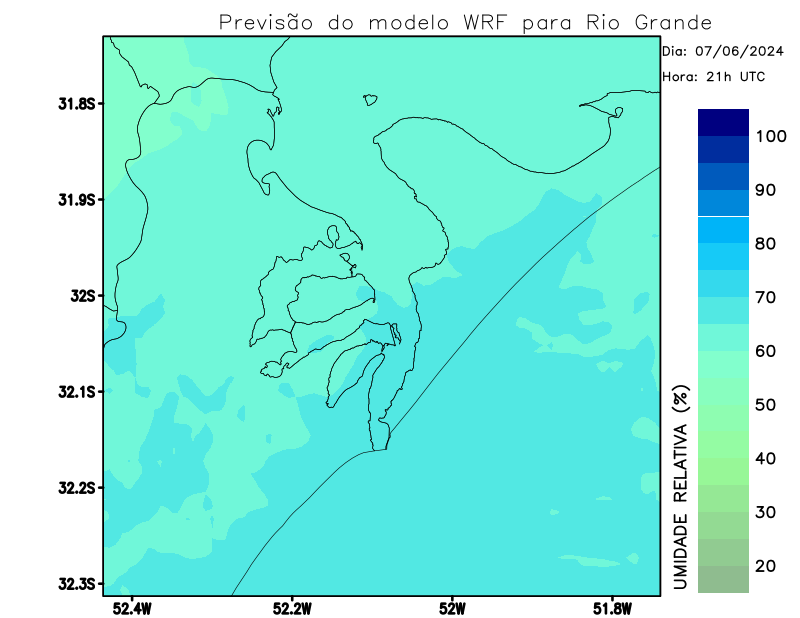 Previsão do modelo WRF para Rio Grande
Dia: 07/06/2024
Hora: 21h UTC
31.8S
31.9S
32S
32.1S
32.2S
32.3S
52.4W
52.2W
52W
51.8W
100
90
80
70
60
50
40
30
20
UMIDADE RELATIVA (%)